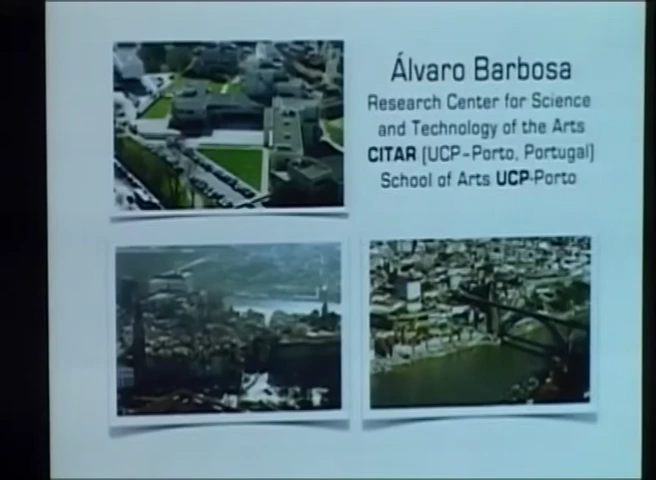 Álvaro Barbosa
Research Center for Science
and Technology of the Arts
CITAR (UCP-Porto, Portugal)
School of Arts UCP-Porto